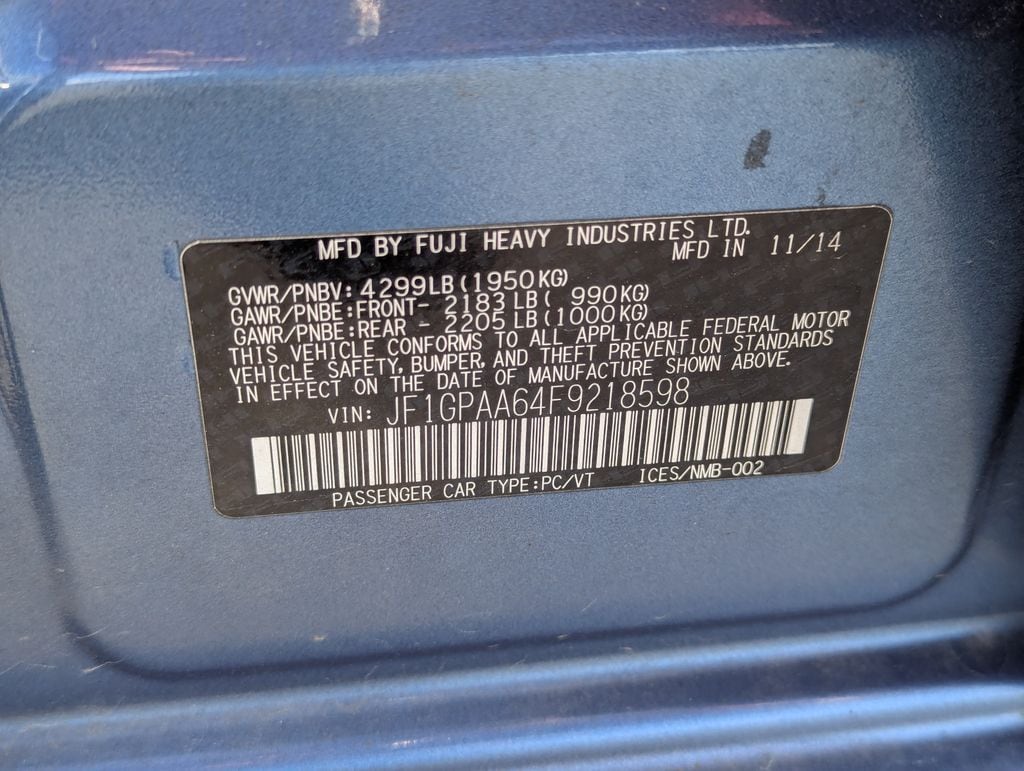 MFD BY FUJI HEAVY INDUSTRIES LTD.
MFD IN 11/14
GVWR/PNBV: 4299LB (1950KG)
GAWR/PNBE:FRONT- 2183 LB ( 990KG)
GAWR/PNBE:REAR - 2205 LB (1000KG)
THIS VEHICLE CONFORMS TO ALL APPLICABLE FEDERAL MOTOR
VEHICLE SAFETY, BUMPER, AND THEFT PREVENTION STANDARDS
IN EFFECT ON THE DATE OF MANUFACTURE SHOWN ABOVE.
VIN: JF1GPAA64F9218598
PASSENGER CAR TYPE:PC/VT ICES/NMB-002